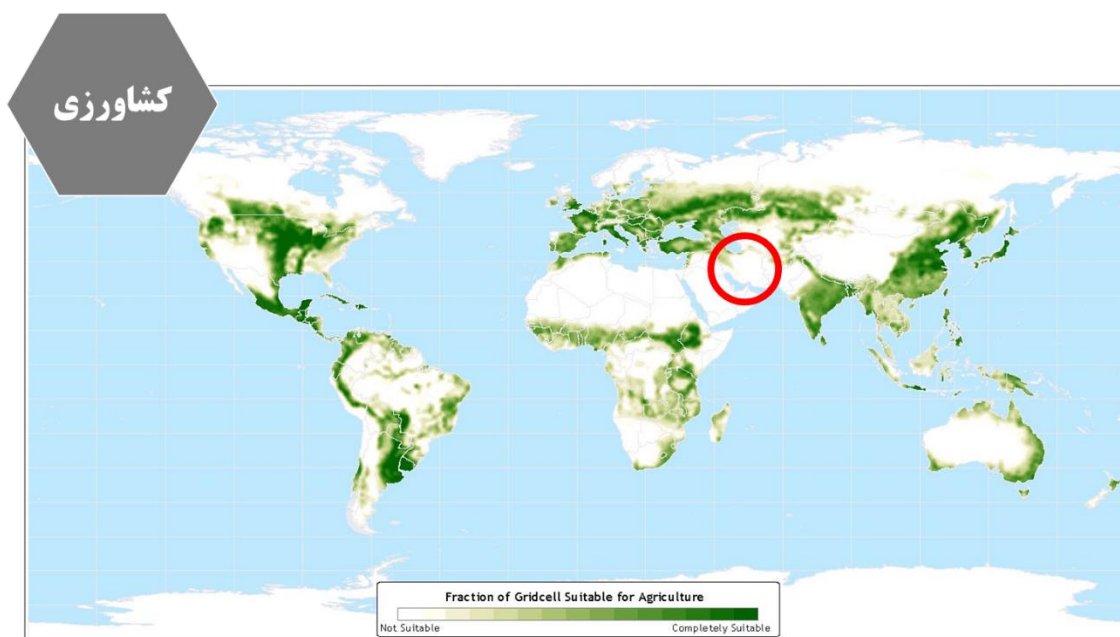 کشاورزی
Fraction of Gridcell Suitable for Agriculture
Not Suitable
Completely Suitable